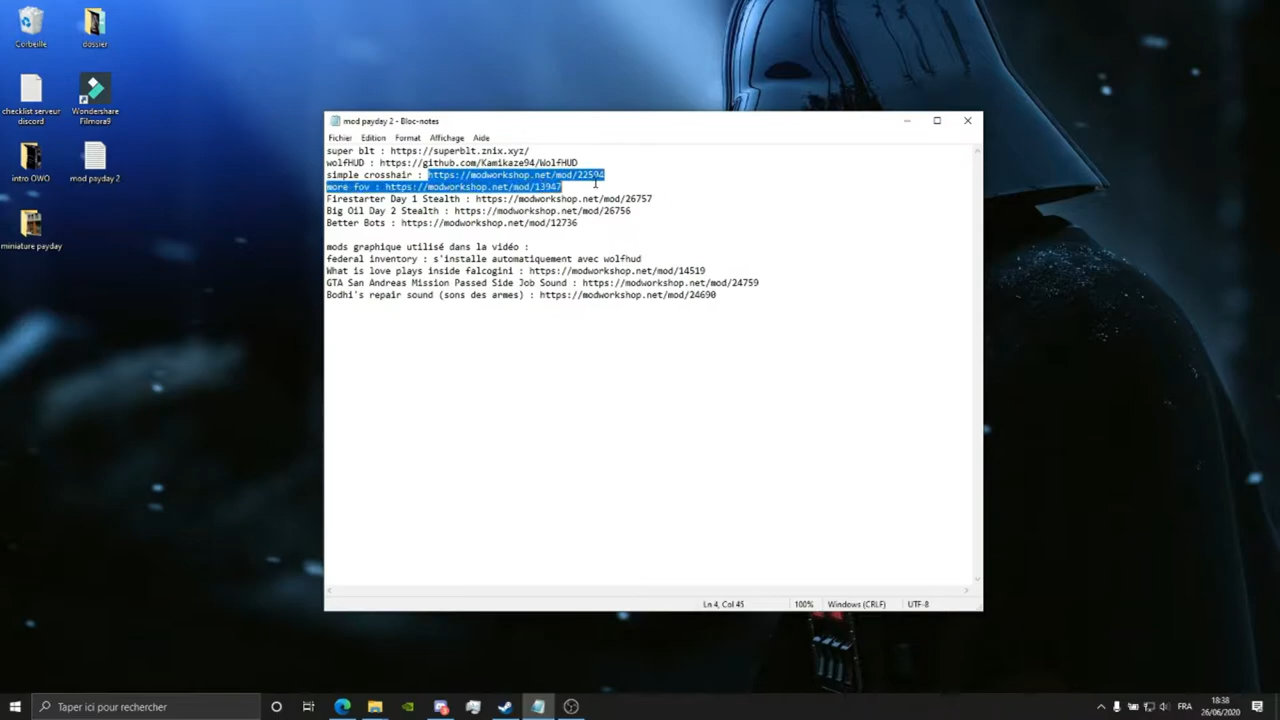 Corbeille
dossier
checklist serveur
discord
Wondershare
Filmora9
intro OWO
mod payday 2
miniature payday
mod payday 2 - Bloc-notes
Fichier Edition Format Affichage Aide
super blt : https://superblt.znix.xyz/
wolfHUD : https://github.com/Kamikaze94/WolfHUD
simple crosshair : https://modworkshop.net/mod/22594
more fov : https://modworkshop.net/mod/13947
Firestarter Day 1 Stealth : https://modworkshop.net/mod/26757
Big Oil Day 2 Stealth : https://modworkshop.net/mod/26756
Better Bots : https://modworkshop.net/mod/12736
mods graphique utilisé dans la vidéo :
federal inventory : s'installe automatiquement avec wolfhud
What is love plays inside falcogini : https://modworkshop.net/mod/14519
GTA San Andreas Mission Passed Side Job Sound : https://modworkshop.net/mod/24759
Bodhi's repair sound (sons des armes) : https://modworkshop.net/mod/24690
Ln 4, Col 45 100% Windows (CRLF) UTF-8
Taper ici pour rechercher
FRA
18:38
26/06/2020